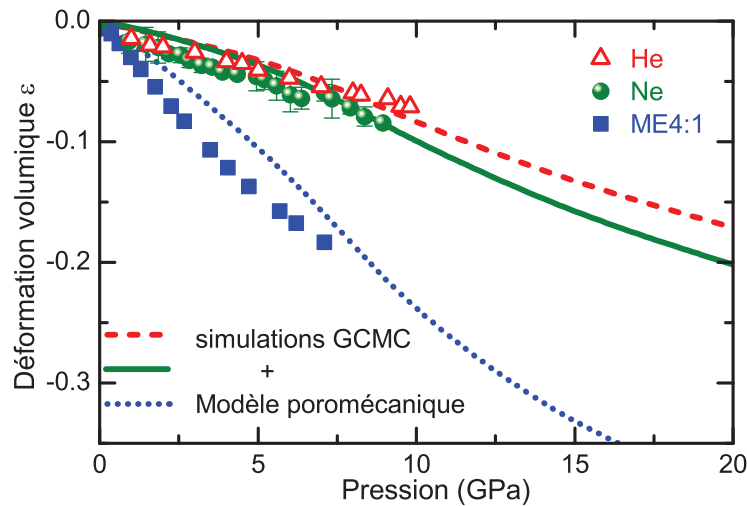 0.0
-0.1
-0.2
-0.3
Déformation volumique ε
He
Ne
ME4:1
simulations GCMC
+
Modèle poromécanique
0 5 10 15 20
Pression (GPa)